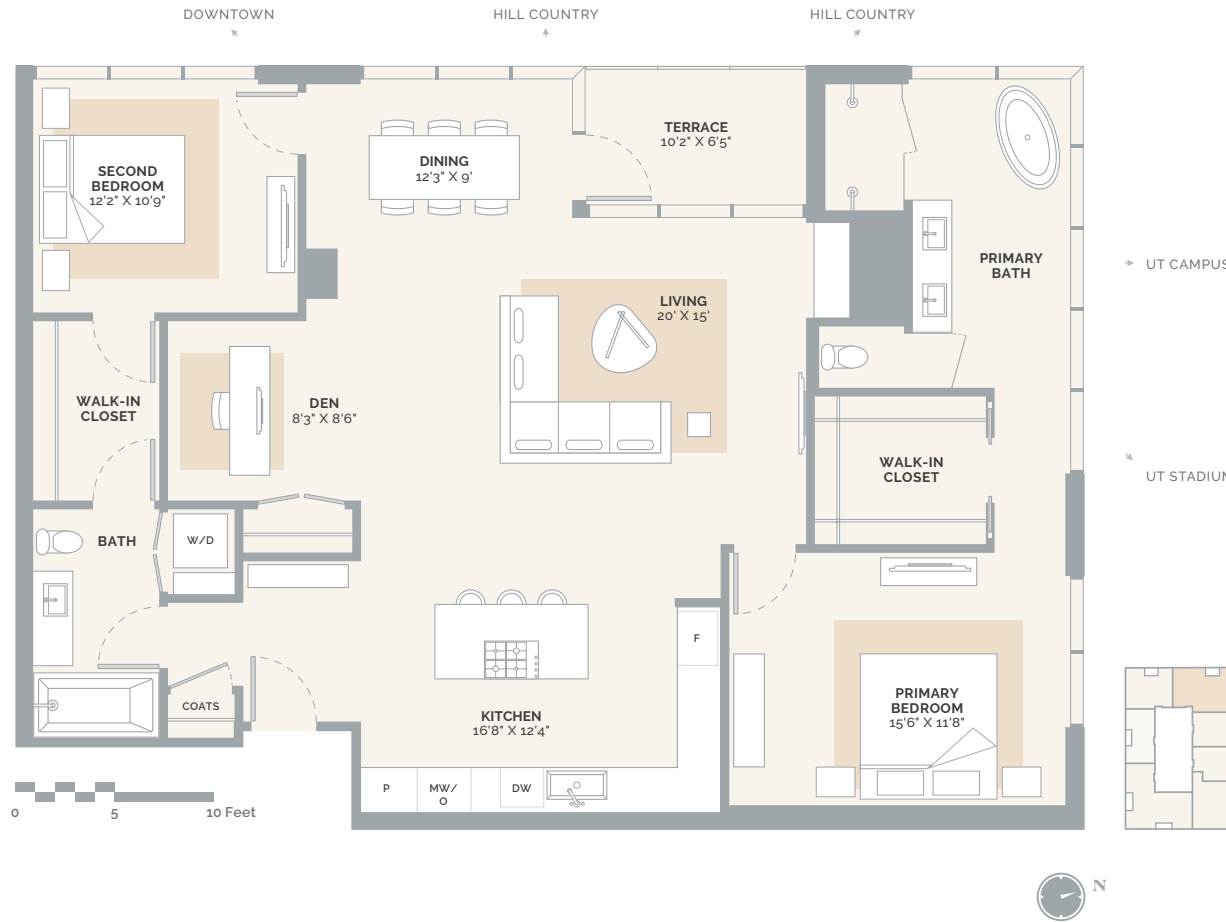 DOWNTOWN
HILL COUNTRY
HILL COUNTRY
TERRACE
10'2" X 6'5"
DINING
12'3" X 9'
SECOND
BEDROOM
12'2" X 10'9"
PRIMARY
BATH
UT CAMPUS
LIVING
20' X 15'
WALK-IN
CLOSET
DEN
8'3" X 8'6"
WALK-IN
CLOSET
UT STADIUM
BATH
W/D
F
COATS
KITCHEN
16'8" X 12'4"
PRIMARY
BEDROOM
15'6" X 11'8"
P
MW/
O
DW
0
5
10 Feet
N